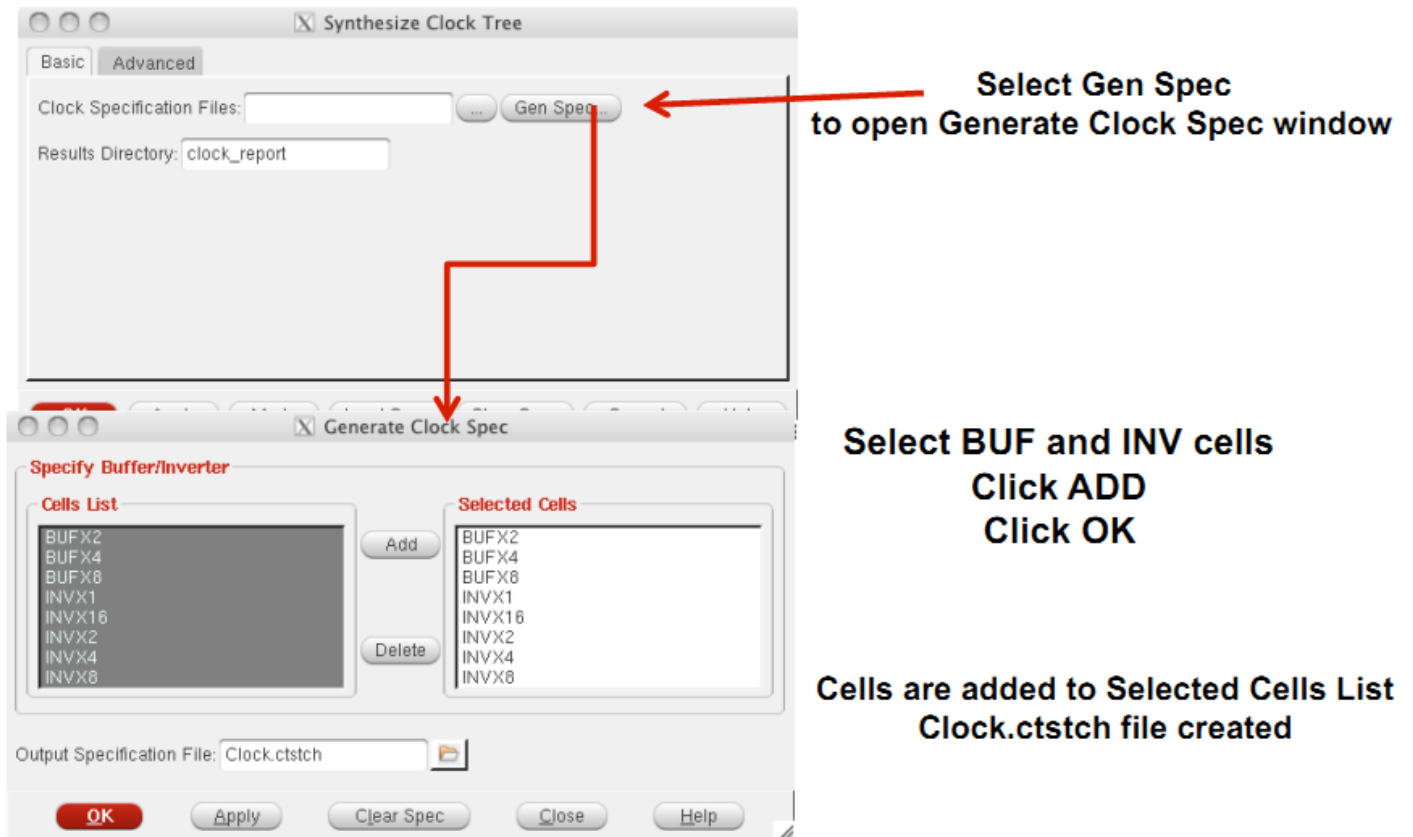 Synthesize Clock Tree
Basic Advanced
Clock Specification Files: ... Gen Spec...
Results Directory: clock_report
Select Gen Spec
to open Generate Clock Spec window
OK
Generate Clock Spec
Specify Buffer/Inverter
Cells List
BUFX2
BUFX4
BUFX8
INVX1
INVX16
INVX2
INVX4
INVX8
Add
Delete
Selected Cells
BUFX2
BUFX4
BUFX8
INVX1
INVX16
INVX2
INVX4
INVX8
Output Specification File: Clock.ctstch
OK Apply Clear Spec Close Help
Select BUF and INV cells
Click ADD
Click OK
Cells are added to Selected Cells List
Clock.ctstch file created